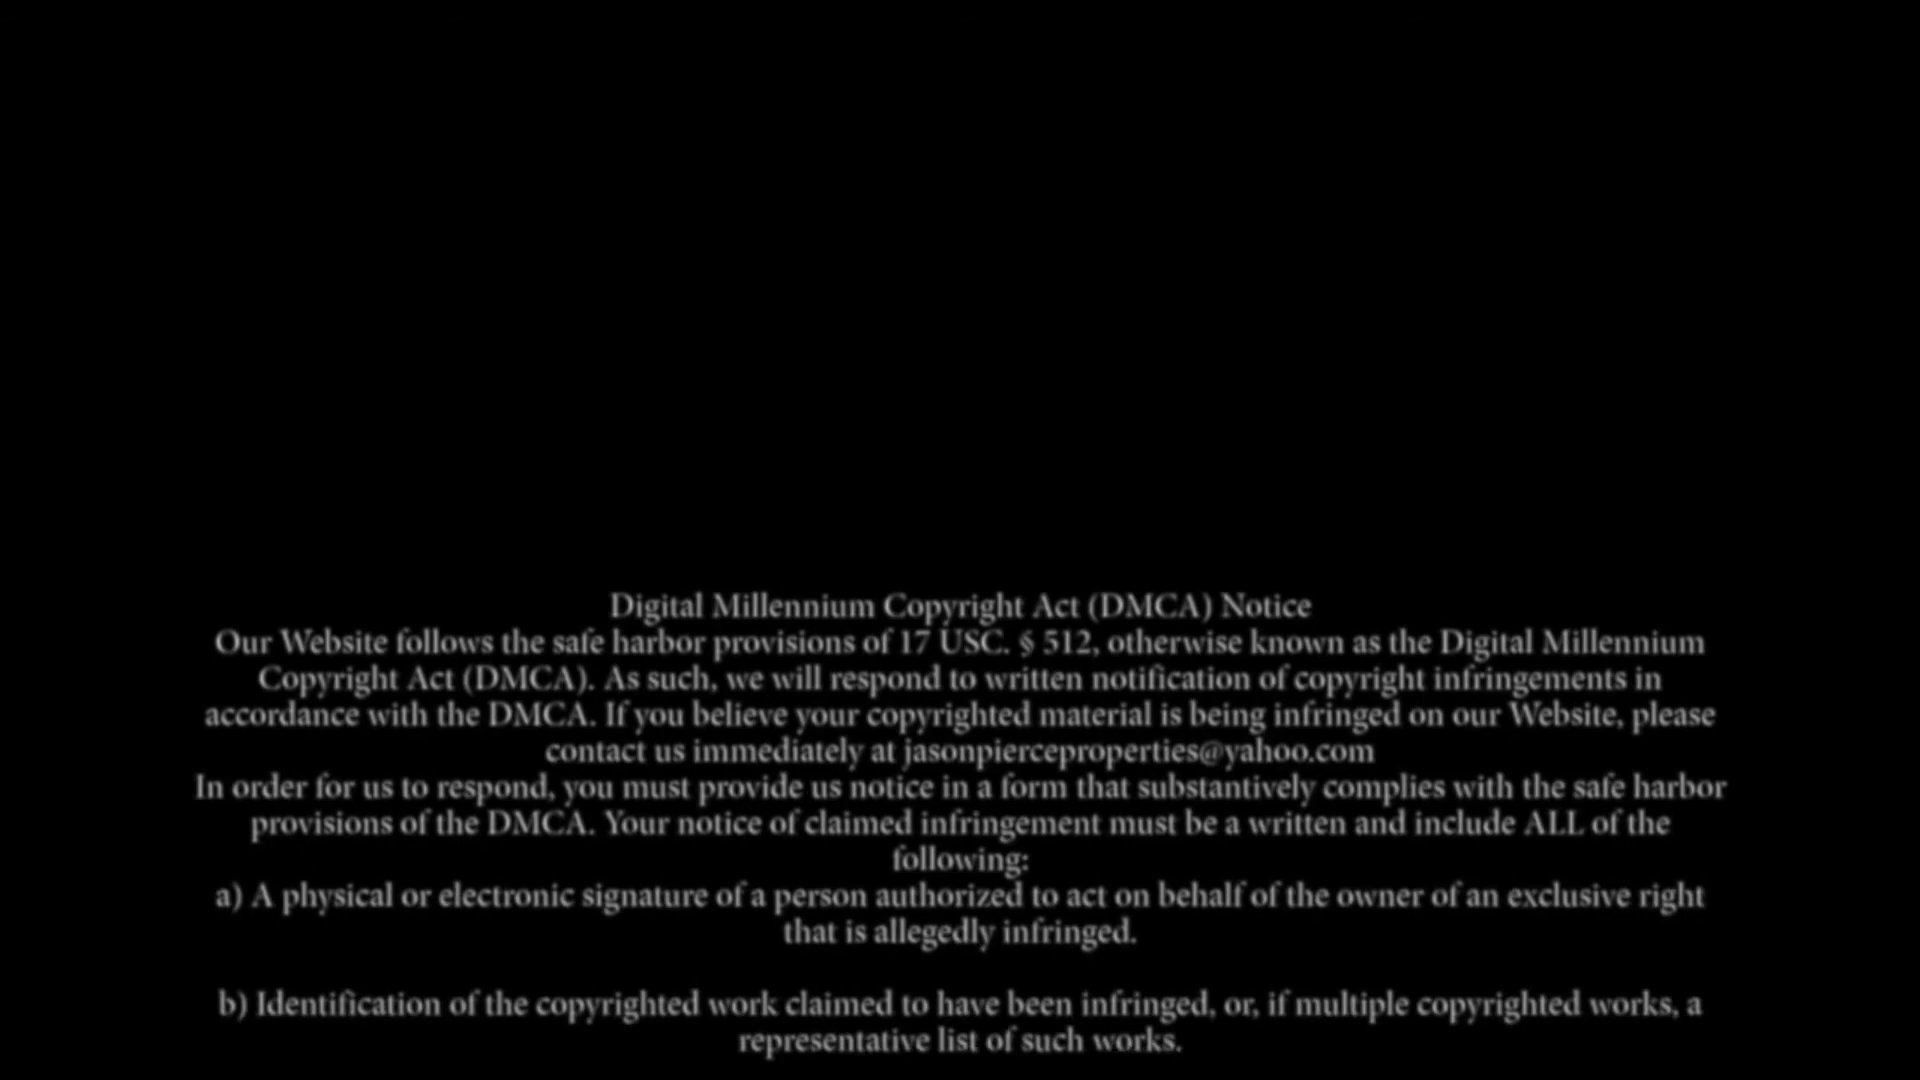 Digital Millennium Copyright Act (DMCA) Notice
Our Website follows the safe harbor provisions of 17 USC. § 512, otherwise known as the Digital Millennium
Copyright Act (DMCA). As such, we will respond to written notification of copyright infringements in
accordance with the DMCA. If you believe your copyrighted material is being infringed on our Website, please
contact us immediately at jasonpierceproperties@yahoo.com
In order for us to respond, you must provide us notice in a form that substantively complies with the safe harbor
provisions of the DMCA. Your notice of claimed infringement must be a written and include ALL of the
following:
a) A physical or electronic signature of a person authorized to act on behalf of the owner of an exclusive right
that is allegedly infringed.
b) Identification of the copyrighted work claimed to have been infringed, or, if multiple copyrighted works, a
representative list of such works.